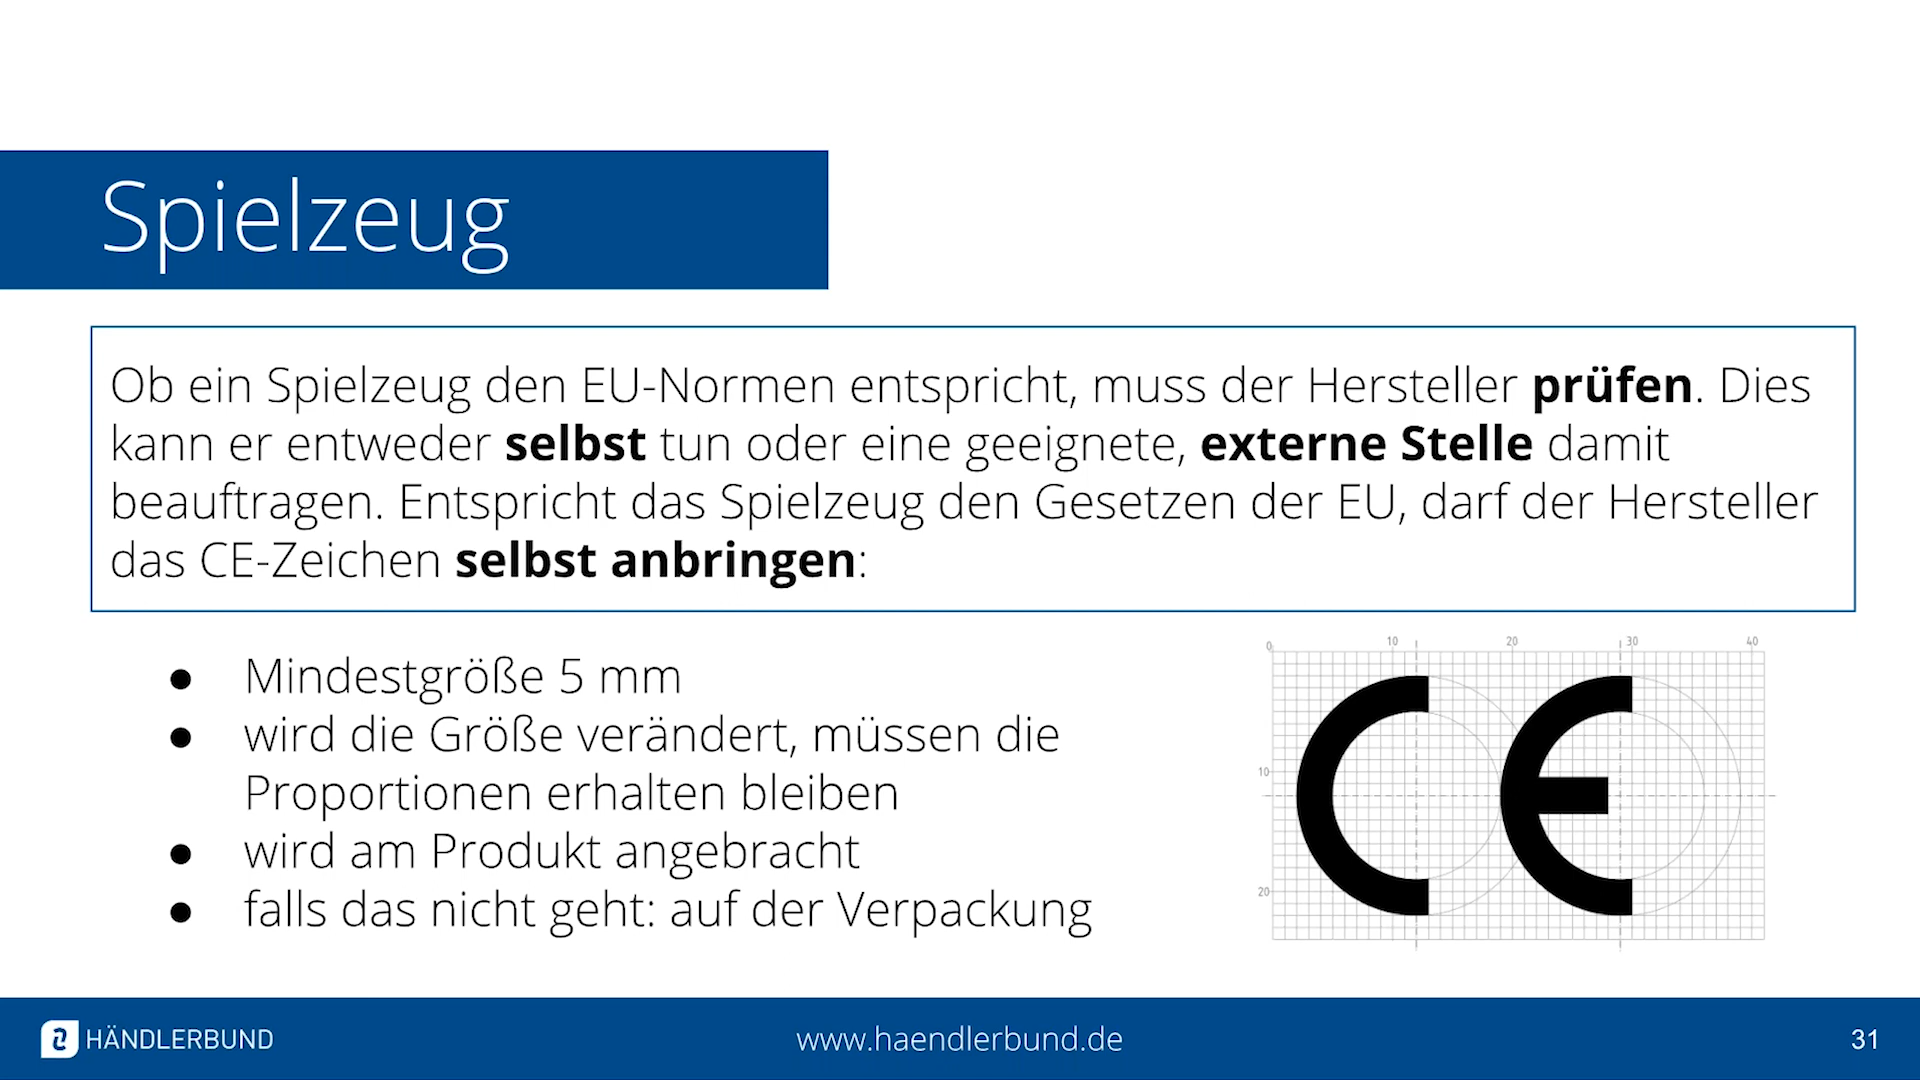 Spielzeug
Ob ein Spielzeug den EU-Normen entspricht, muss der Hersteller prüfen. Dies
kann er entweder selbst tun oder eine geeignete, externe Stelle damit
beauftragen. Entspricht das Spielzeug den Gesetzen der EU, darf der Hersteller
das CE-Zeichen selbst anbringen:
● Mindestgröße 5 mm
● wird die Größe verändert, müssen die
Proportionen erhalten bleiben
● wird am Produkt angebracht
● falls das nicht geht: auf der Verpackung
0 10 20 30 40
10
20
CE
HÄNDLERBUND
www.haendlerbund.de
31